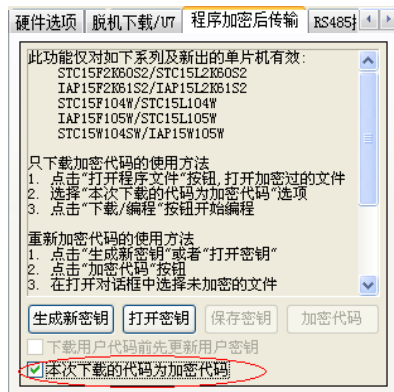 硬件选项 脱机下载/U7 程序加密后传输 RS485
此功能仅对如下系列及新出的单片机有效:
STC15F2K60S2/STC15L2K60S2
IAP15F2K61S2/IAP15L2K61S2
STC15F104W/STC15L104W
IAP15F105W/STC15L105W
STC15W104SW/IAP15W105W
只下载加密代码的使用方法
1. 点击"打开程序文件"按钮,打开加密过的文件
2. 选择"本次下载的代码为加密代码"选项
3. 点击"下载/编程"按钮开始编程
重新加密代码的使用方法
1. 点击"生成新密钥"或者"打开密钥"
2. 点击"加密代码"按钮
3. 在打开对话框中选择未加密的文件
生成新密钥 打开密钥 保存密钥 加密代码
下载用户代码前先更新用户密钥
本次下载的代码为加密代码